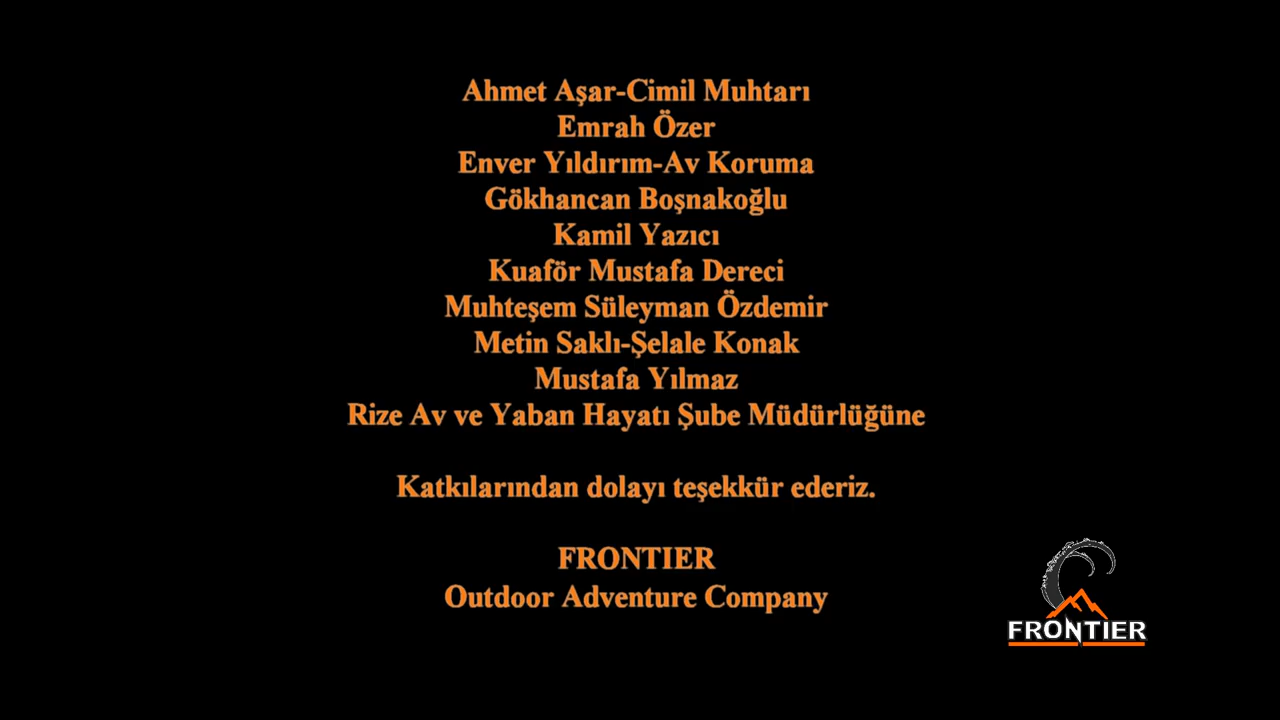 Ahmet Aşar-Cimil Muhtarı
Emrah Özer
Enver Yıldırım-Av Koruma
Gökhancan Boşnakoğlu
Kamil Yazıcı
Kuaför Mustafa Dereci
Muhteşem Süleyman Özdemir
Metin Saklı-Şelale Konak
Mustafa Yılmaz
Rize Av ve Yaban Hayatı Şube Müdürlüğüne
Katkılarından dolayı teşekkür ederiz.
FRONTIER
Outdoor Adventure Company
FRONTIER